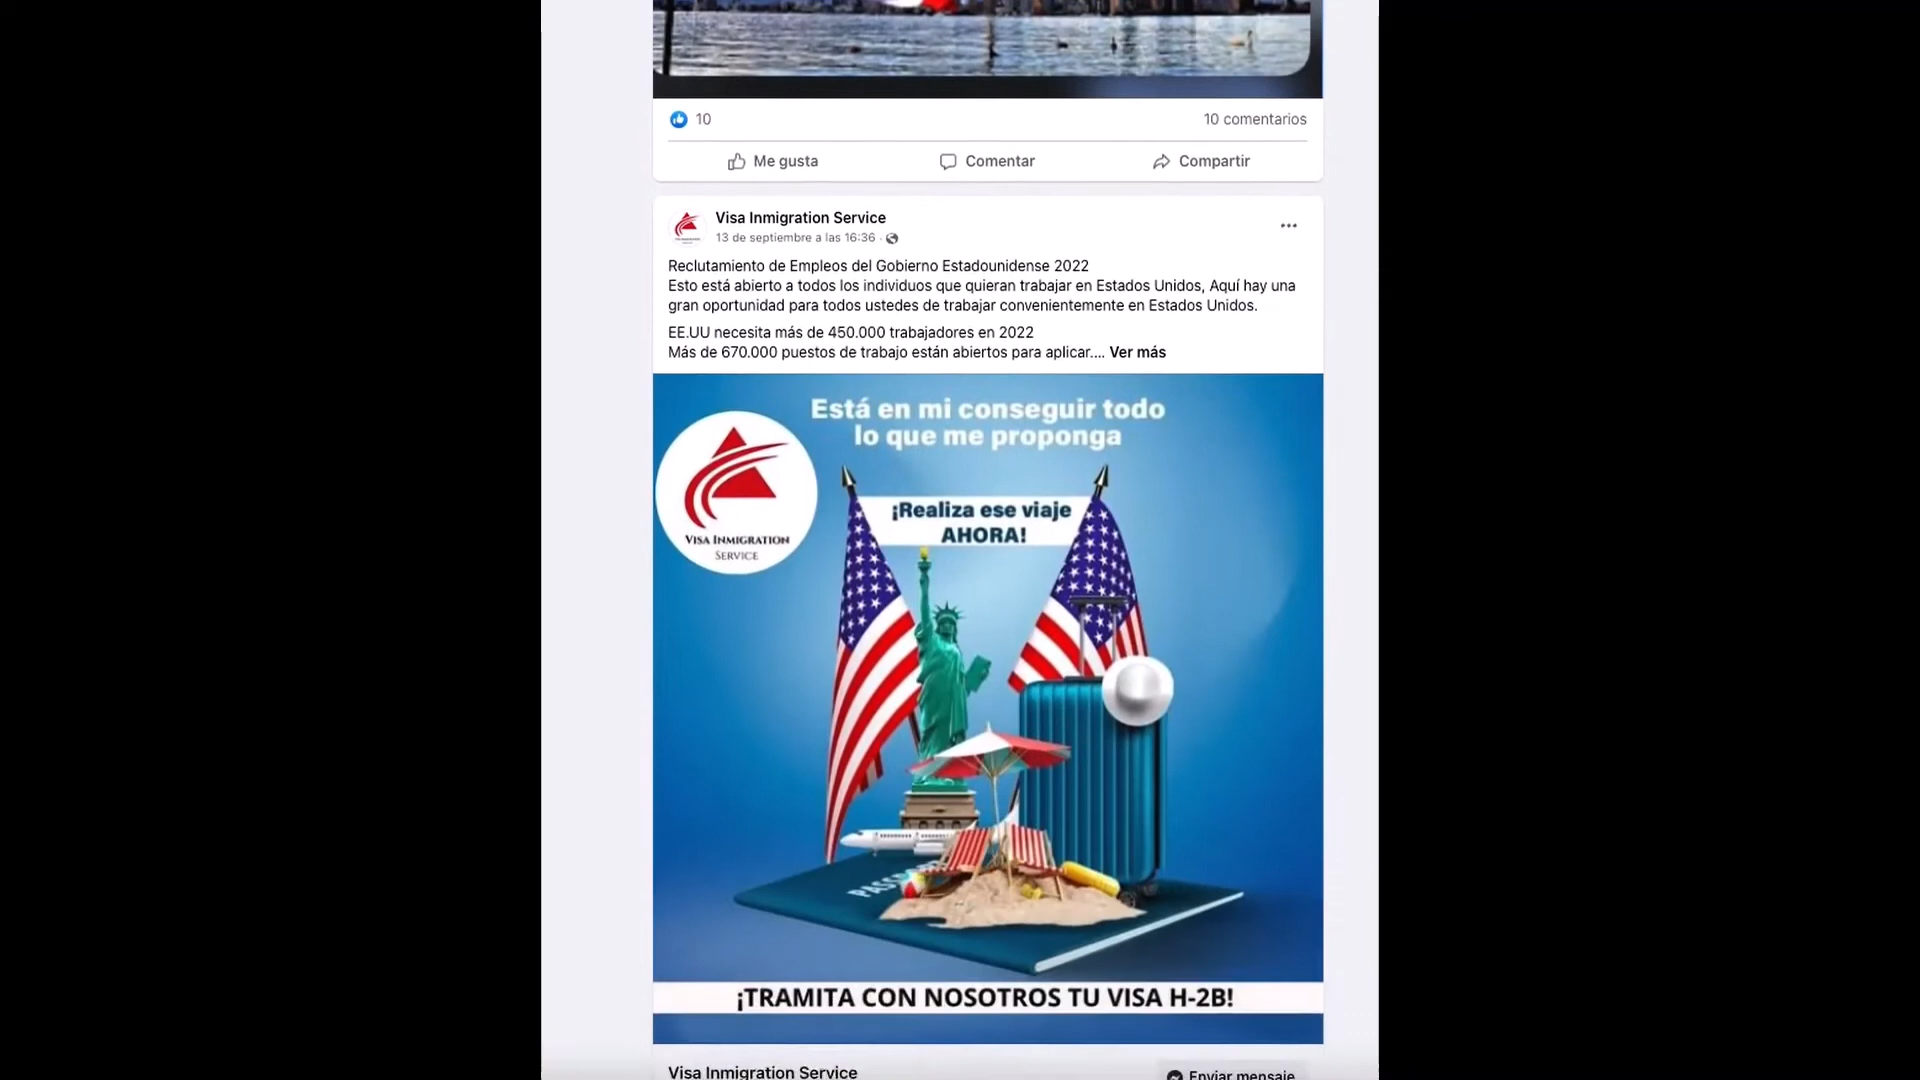 10
10 comentarios
Me gusta
Comentar
Compartir
Visa Inmigration Service
13 de septiembre a las 16:36
Reclutamiento de Empleos del Gobierno Estadounidense 2022
Esto está abierto a todos los individuos que quieran trabajar en Estados Unidos, Aquí hay una
gran oportunidad para todos ustedes de trabajar convenientemente en Estados Unidos.
EE.UU necesita más de 450.000 trabajadores en 2022
Más de 670.000 puestos de trabajo están abiertos para aplicar.... Ver más
Está en mi conseguir todo
lo que me proponga
¡Realiza ese viaje
AHORA!
VISA INMIGRATION
SERVICE
¡TRAMITA CON NOSOTROS TU VISA H-2B!
Visa Inmigration Service
Enviar mensaje